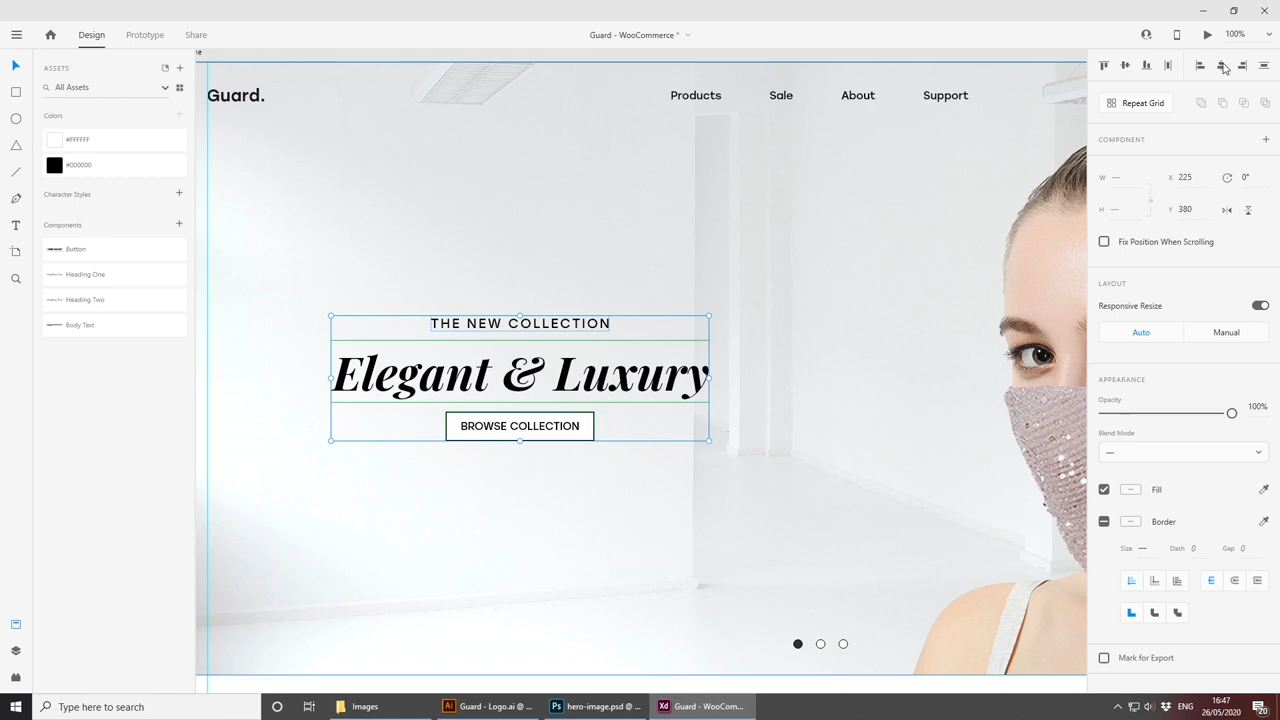 Design
Prototype
Share
Guard - WooCommerce *
100%
ASSETS
All Assets
Colors
#FFFFFF
#000000
Character Styles
Components
Button
Heading One
Heading Two
Body Text
Guard.
Products
Sale
About
Support
THE NEW COLLECTION
Elegant & Luxury
BROWSE COLLECTION
Repeat Grid
COMPONENT
W —
X 225
0°
H —
Y 380
Fix Position When Scrolling
LAYOUT
Responsive Resize
Auto
Manual
APPEARANCE
Opacity
100%
Blend Mode
—
Fill
Border
Size —
Dash 0
Gap 0
Mark for Export
Type here to search
Images
Guard - Logo.ai @ ...
hero-image.psd @ ...
Guard - WooCom...
ENG
16:47
26/05/2020
20